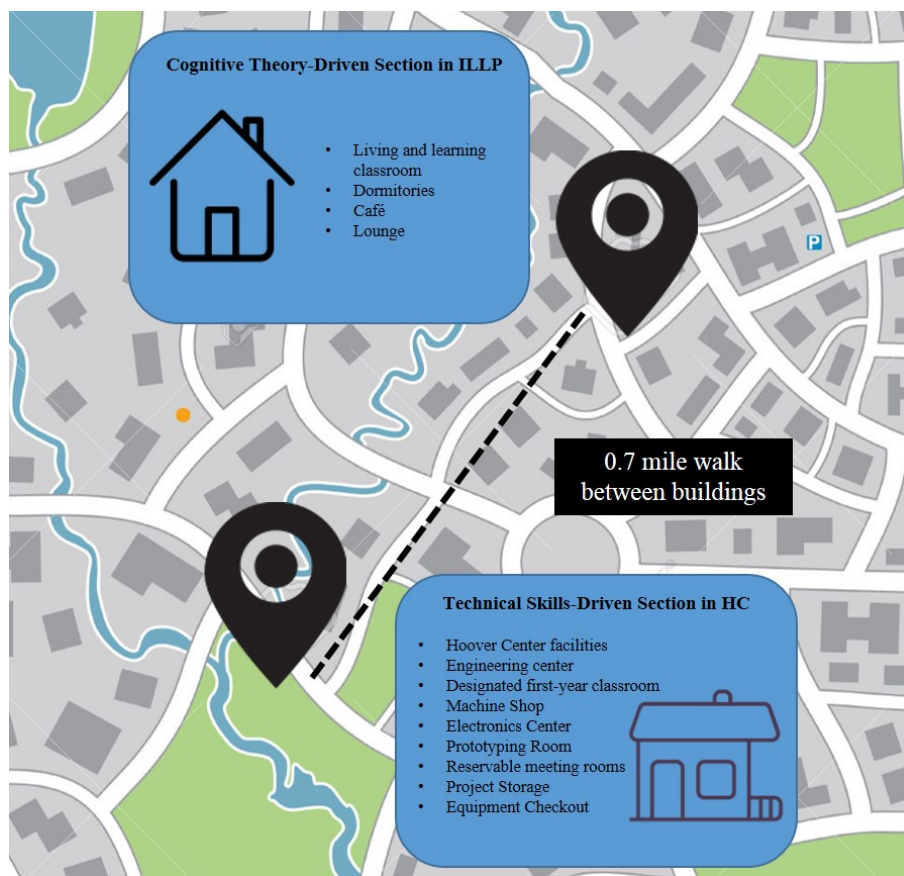 Cognitive Theory-Driven Section in ILLP
• Living and learning
classroom
• Dormitories
• Café
• Lounge
P
0.7 mile walk
between buildings
Technical Skills-Driven Section in HC
• Hoover Center facilities
• Engineering center
• Designated first-year classroom
• Machine Shop
• Electronics Center
• Prototyping Room
• Reservable meeting rooms
• Project Storage
• Equipment Checkout